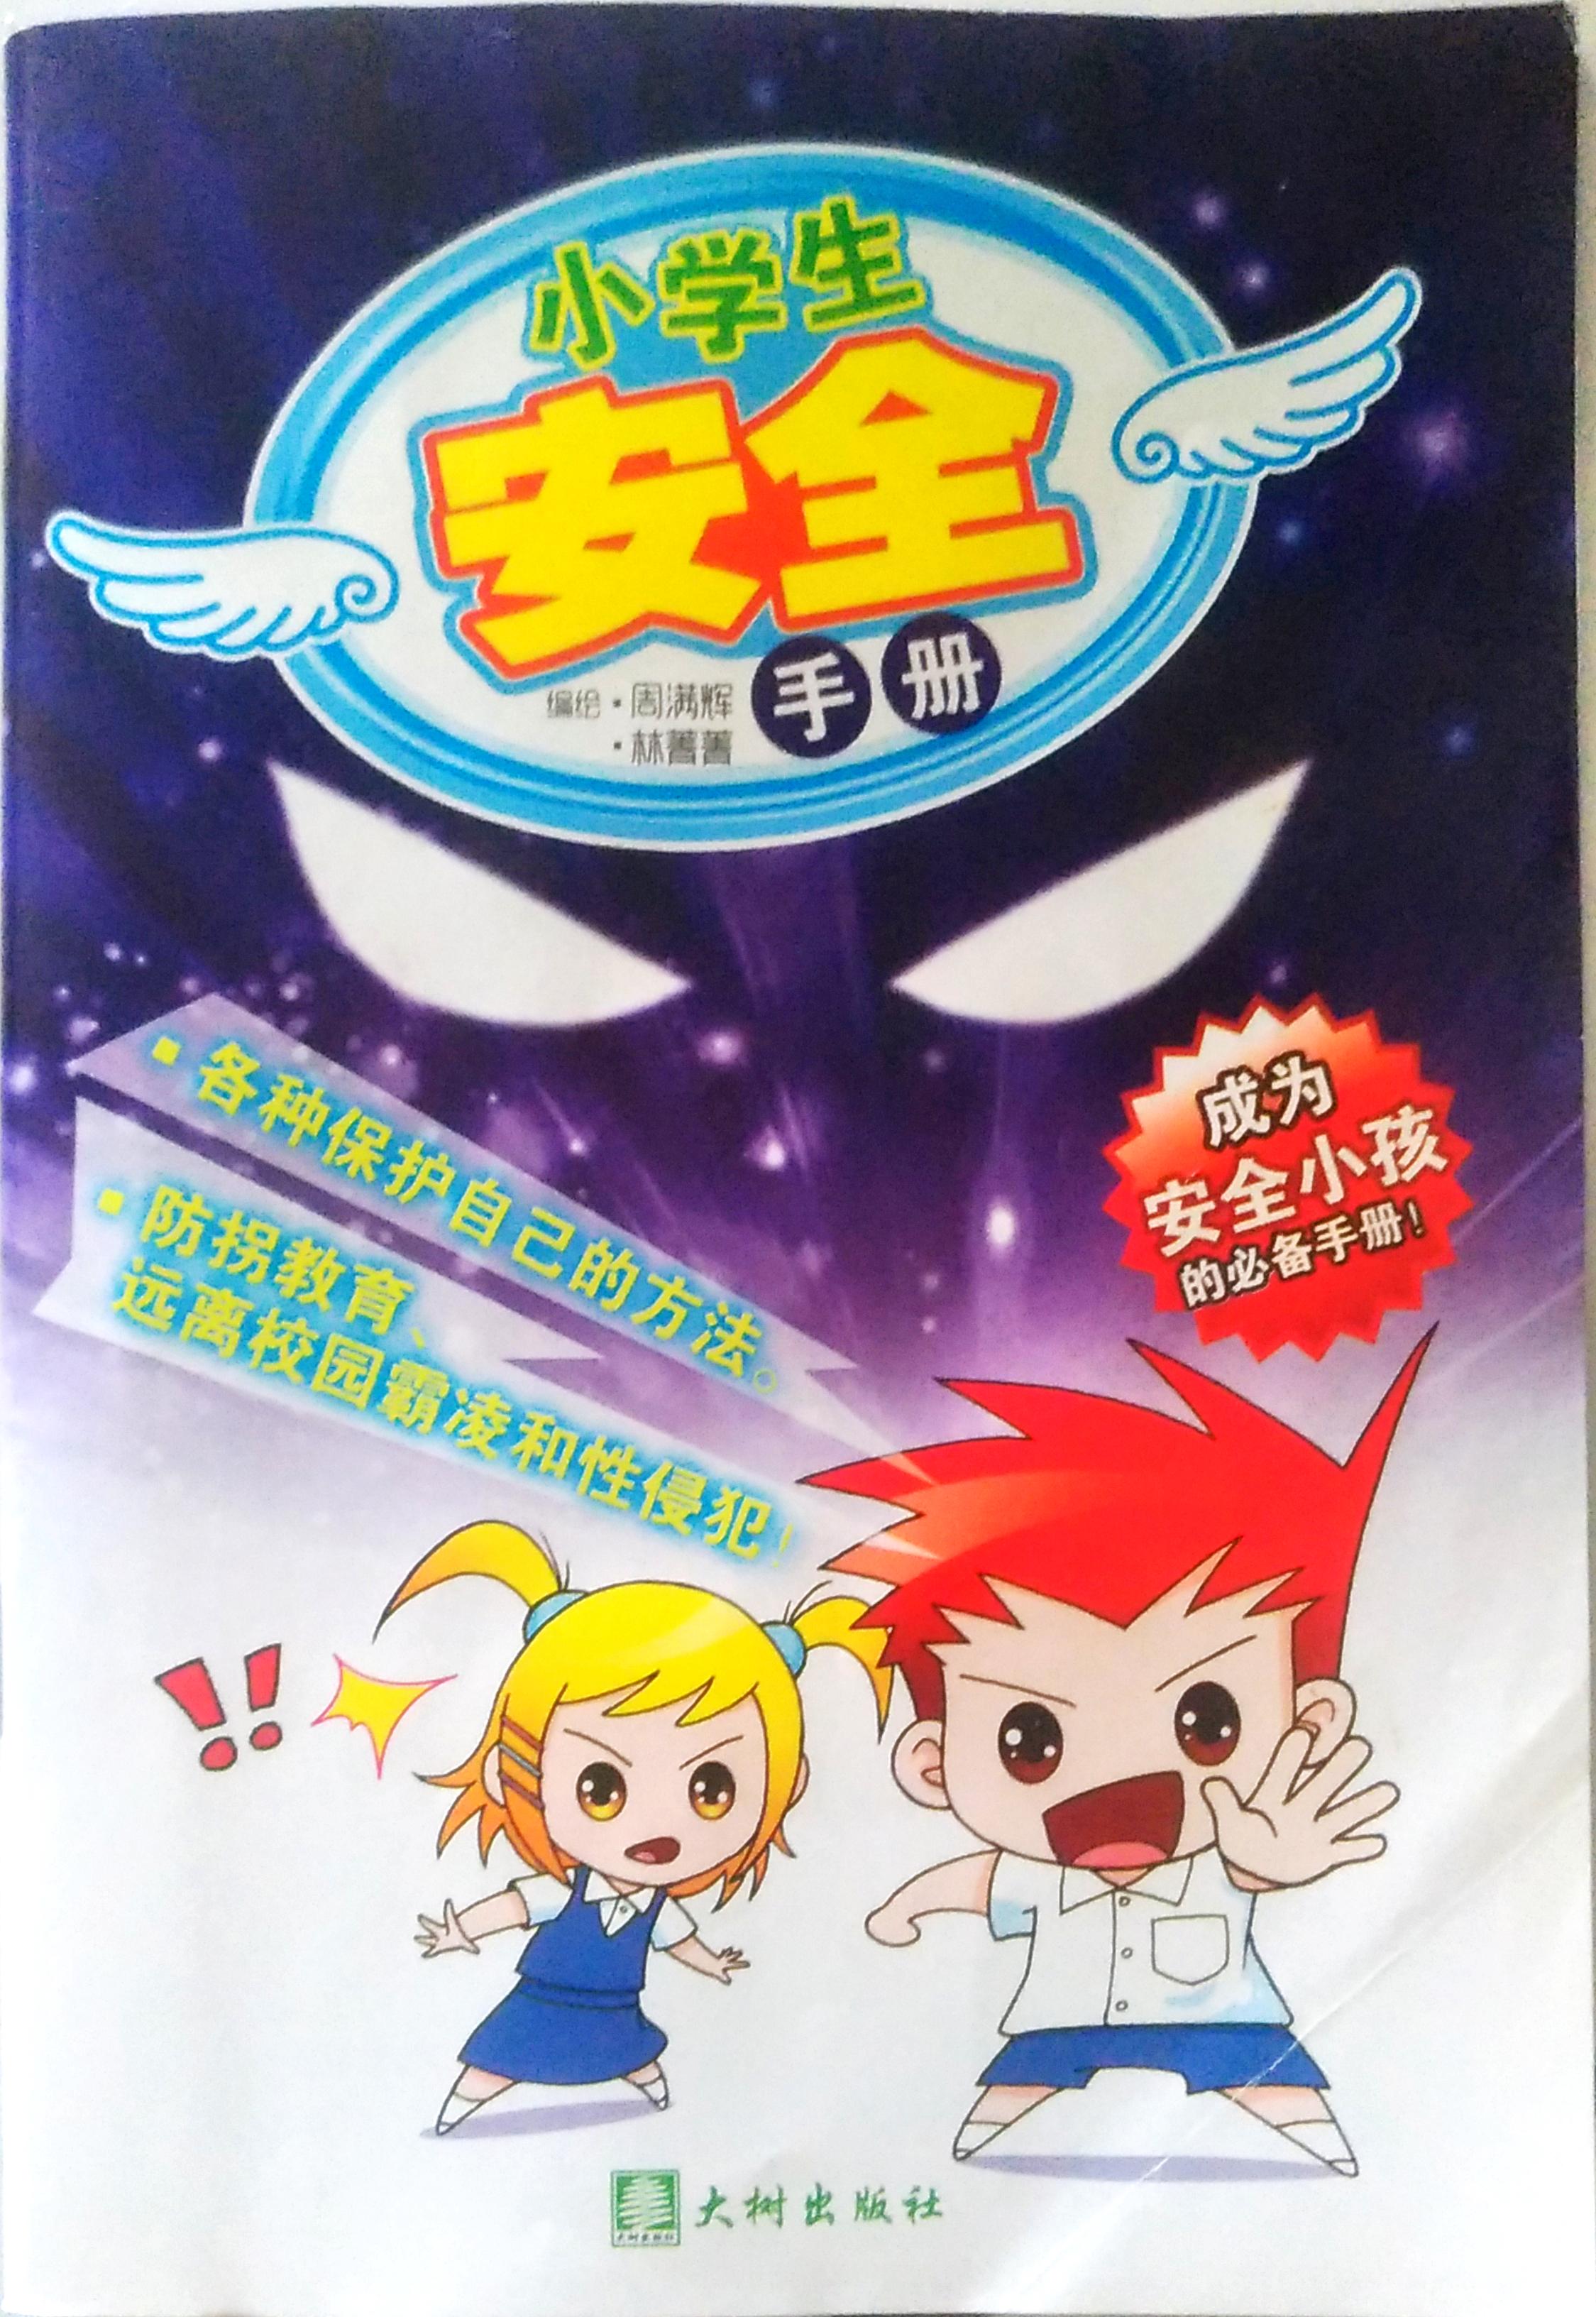 小学生
安全
手册
编绘·周满辉
·林菁菁
▪各种保护自己的方法。
▪防拐教育、
远离校园霸凌和性侵犯!
成为
安全小孩
的必备手册!
!!
大树出版社